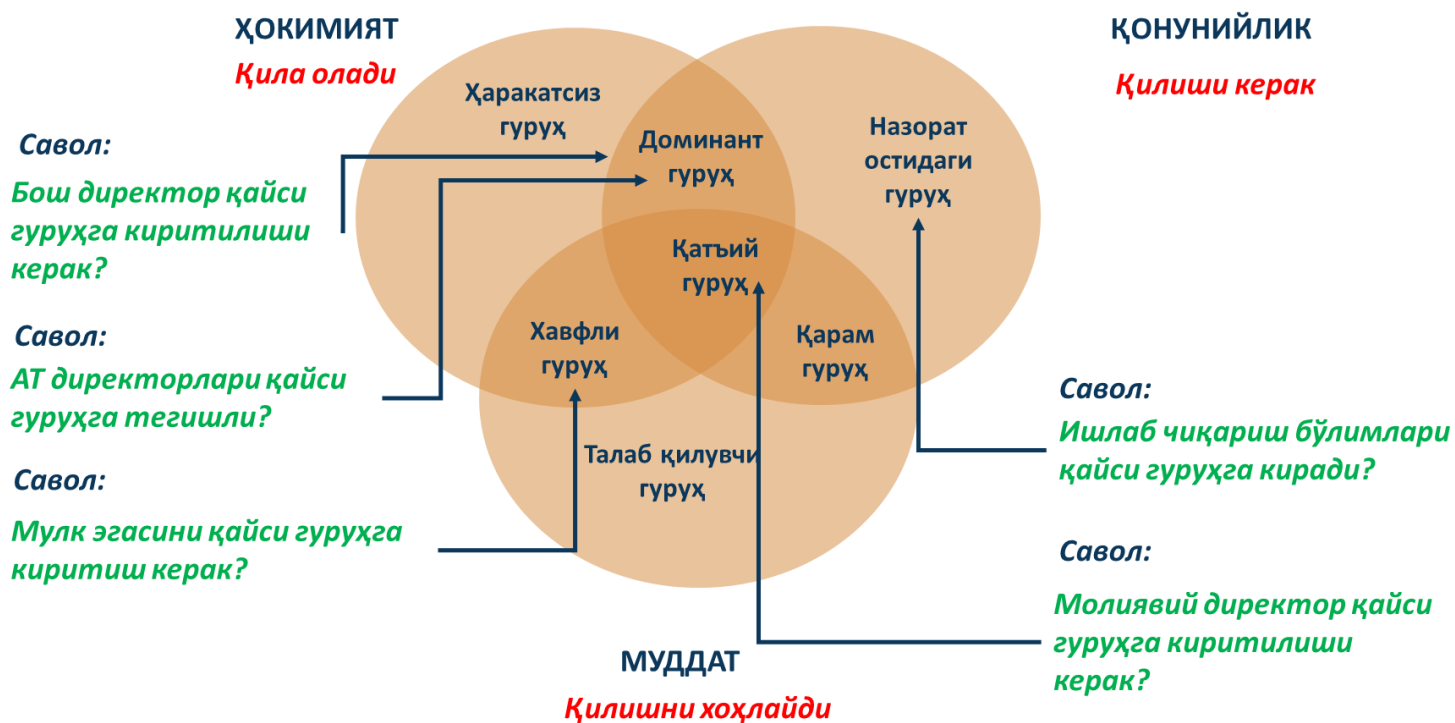 ҲОКИМИЯТ
Қила олади
ҚОНУНИЙЛИК
Қилиши керак
Ҳаракатсиз
гуруҳ
Доминант
гуруҳ
Назорат
остидаги
гуруҳ
Қатъий
гуруҳ
Хавфли
гуруҳ
Қарам
гуруҳ
Талаб қилувчи
гуруҳ
Савол:
Бош директор қайси
гуруҳга киритилиши
керак?
Савол:
АТ директорлари қайси
гуруҳга тегишли?
Савол:
Мулк эгасини қайси гуруҳга
киритиш керак?
Савол:
Ишлаб чиқариш бўлимлари
қайси гуруҳга киради?
Савол:
Молиявий директор қайси
гуруҳга киритилиши
керак?
МУДДАТ
Қилишни хоҳлайди